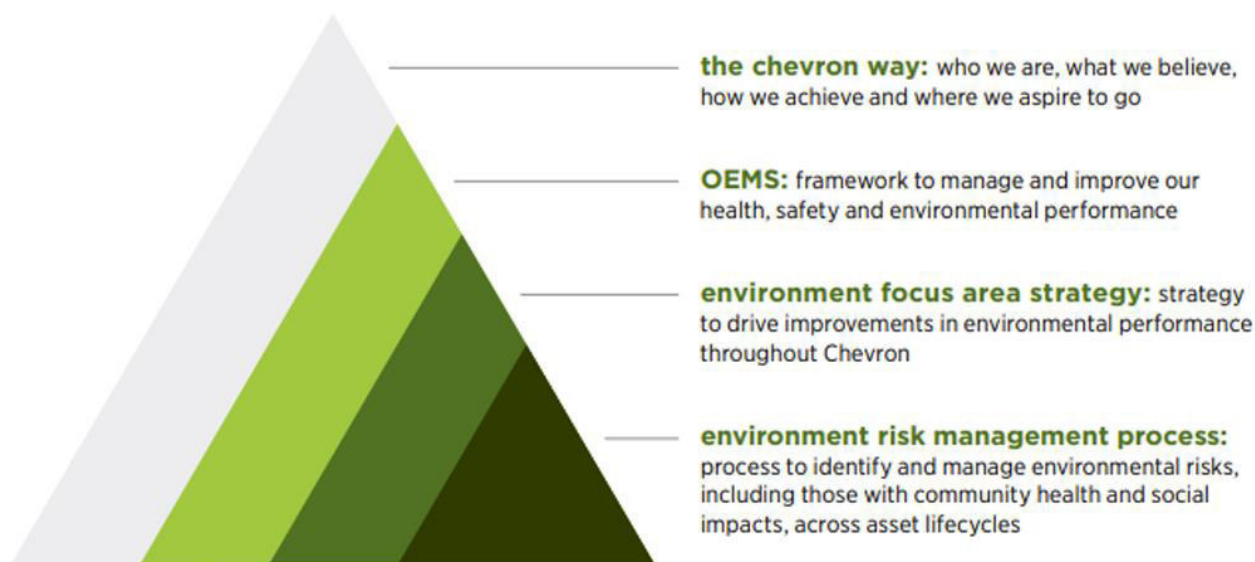 the chevron way: who we are, what we believe,
how we achieve and where we aspire to go
OEMS: framework to manage and improve our
health, safety and environmental performance
environment focus area strategy: strategy
to drive improvements in environmental performance
throughout Chevron
environment risk management process:
process to identify and manage environmental risks,
including those with community health and social
impacts, across asset lifecycles